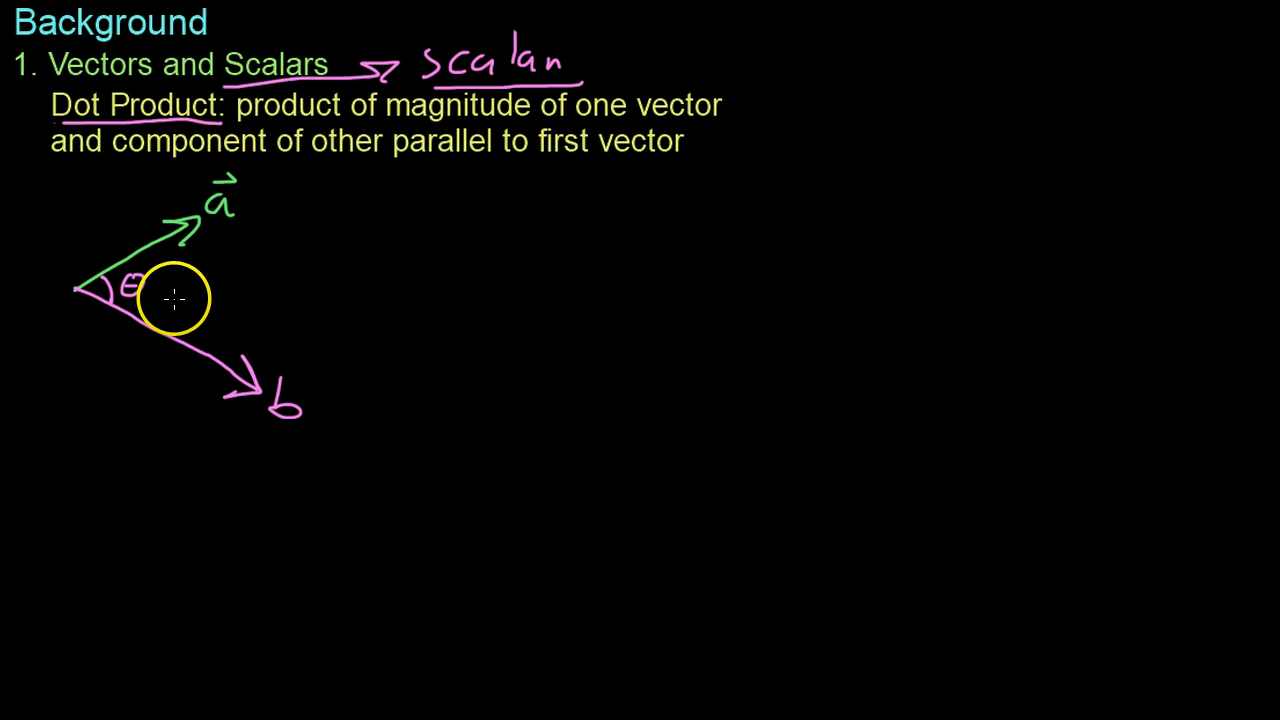 Background
1. Vectors and Scalars scalar
Dot Product: product of magnitude of one vector
and component of other parallel to first vector
a
θ
b